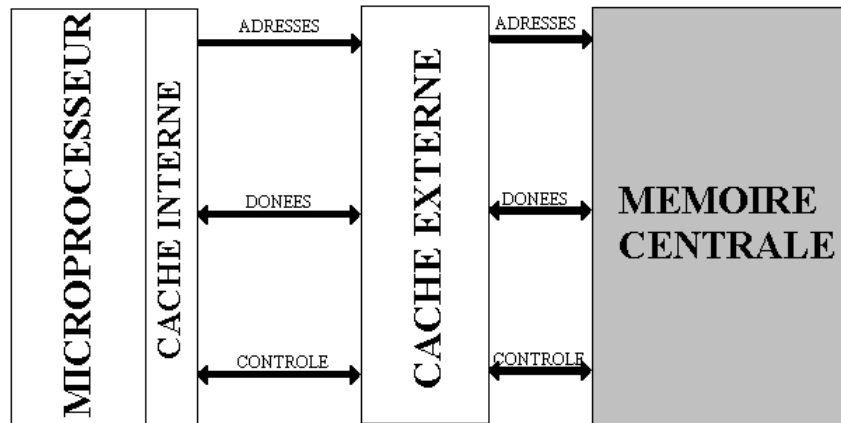 MICROPROCESSEUR
CACHE INTERNE
ADRESSES
DONEES
CONTROLE
CACHE EXTERNE
ADRESSES
DONEES
CONTROLE
MEMOIRE
CENTRALE